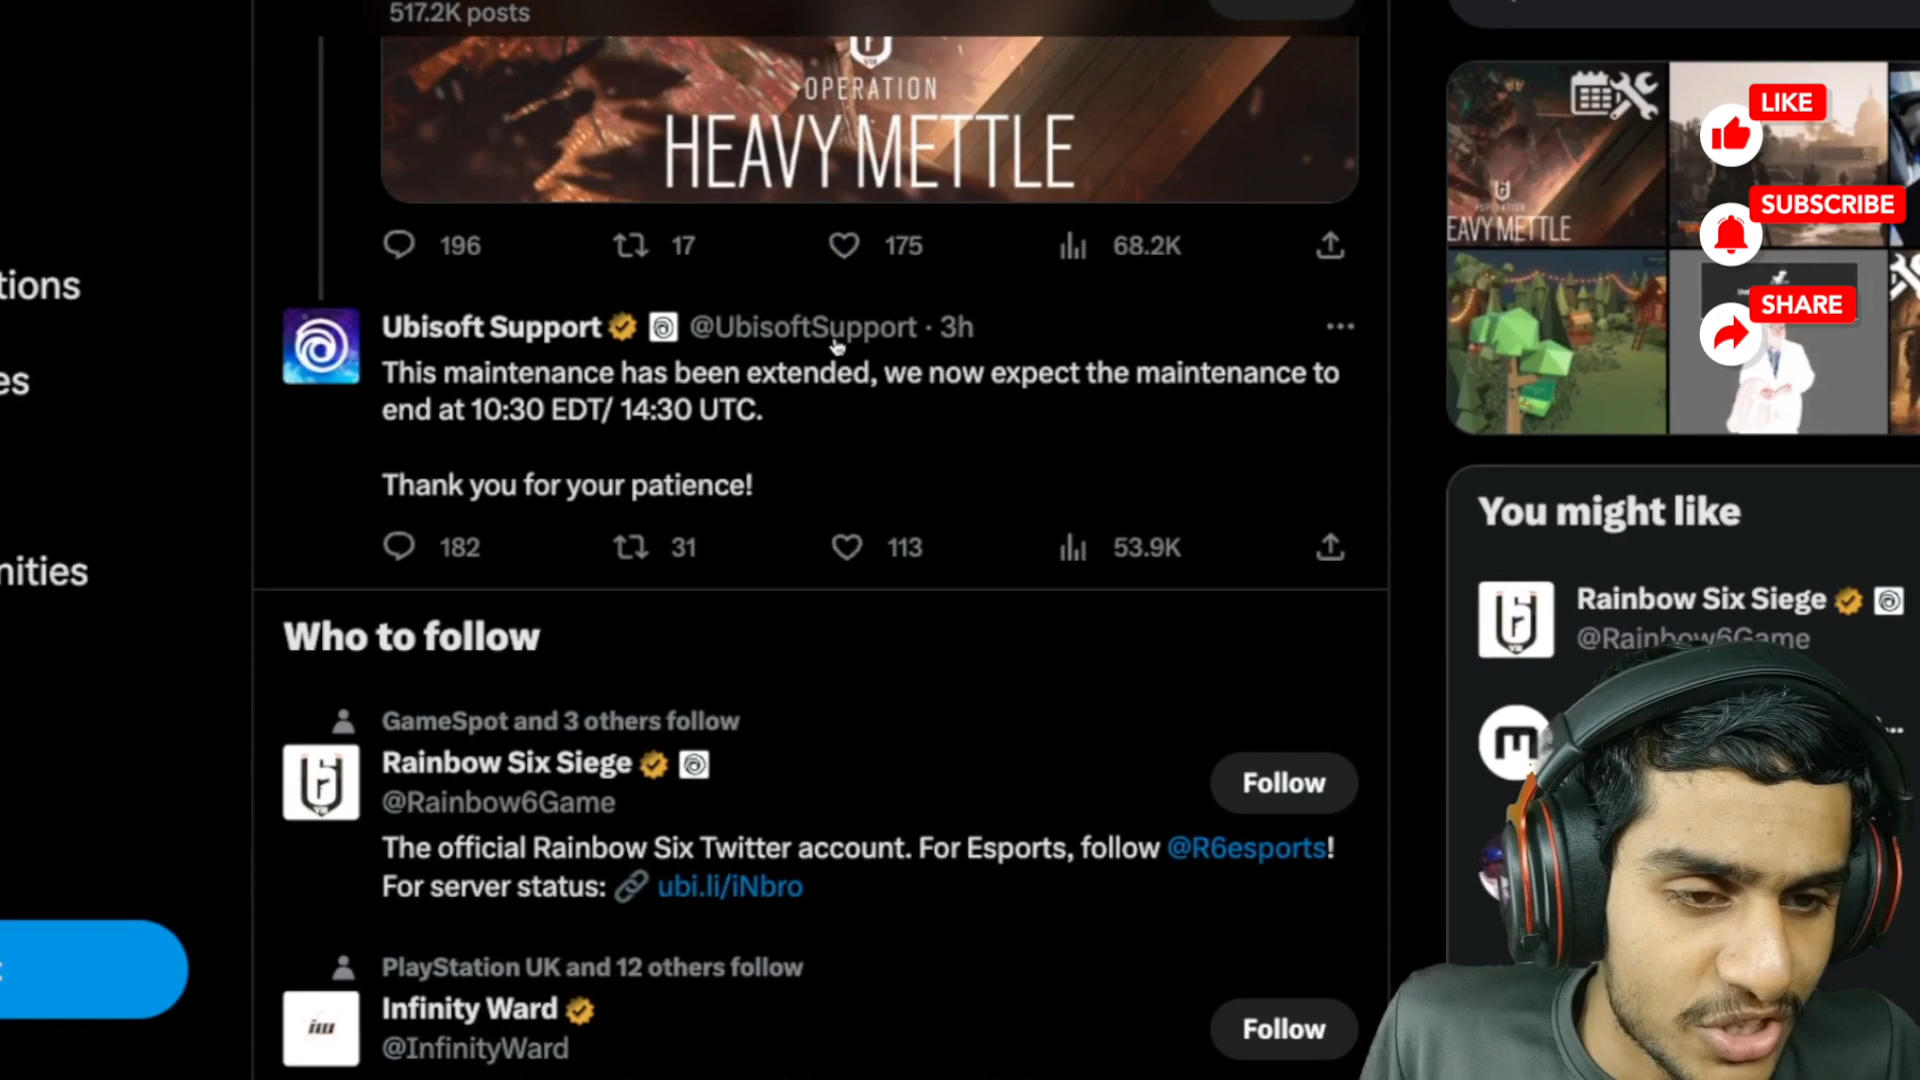 517.2K posts
OPERATION
HEAVY METTLE
196 17 175 68.2K
Ubisoft Support @UbisoftSupport · 3h
This maintenance has been extended, we now expect the maintenance to
end at 10:30 EDT/ 14:30 UTC.
Thank you for your patience!
182 31 113 53.9K
Who to follow
GameSpot and 3 others follow
Rainbow Six Siege
@Rainbow6Game
Follow
The official Rainbow Six Twitter account. For Esports, follow @R6esports!
For server status: ubi.li/iNbro
PlayStation UK and 12 others follow
Infinity Ward
@InfinityWard
Follow
tions
es
nities
LIKE
SUBSCRIBE
SHARE
EAVY METTLE
You might like
Rainbow Six Siege
@Rainbow6Game